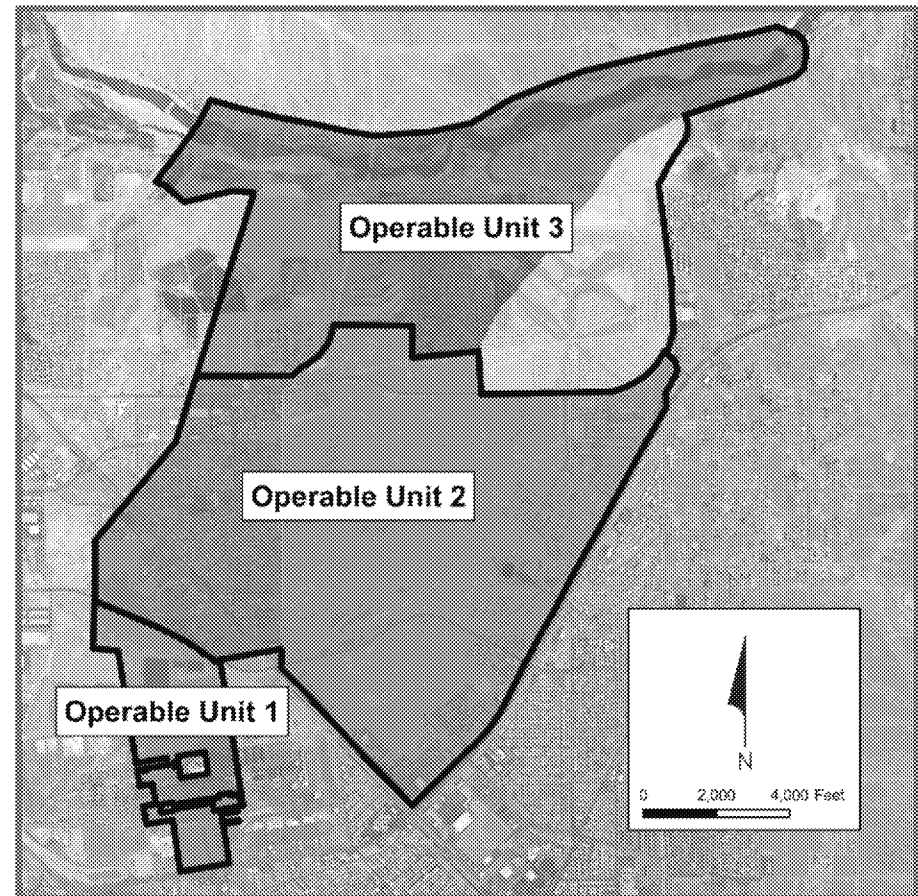 Operable Unit 3
Operable Unit 2
Operable Unit 1
N
0 2,000 4,000 Feet